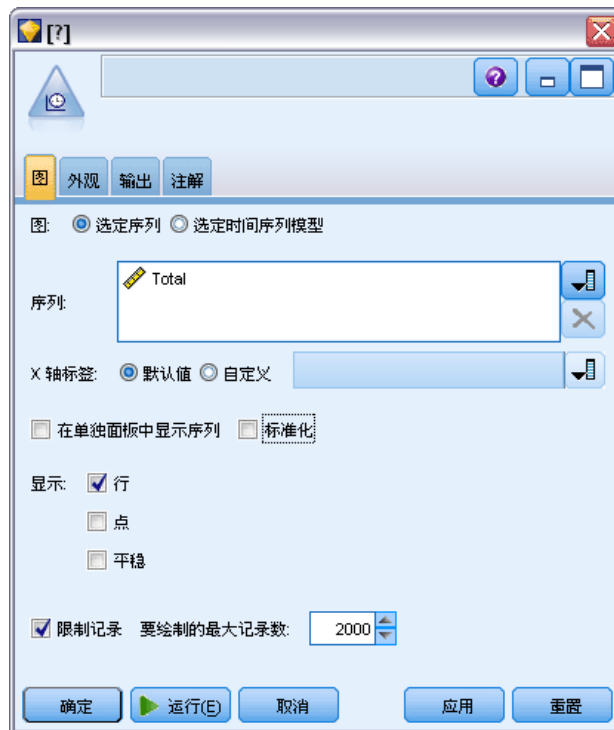 [?]
图 外观 输出 注解
图: 选定序列 选定时间序列模型
序列: Total
X 轴标签: 默认值 自定义
在单独面板中显示序列 标准化
显示: 行
点
平稳
限制记录 要绘制的最大记录数: 2000
确定 运行(E) 取消 应用 重置